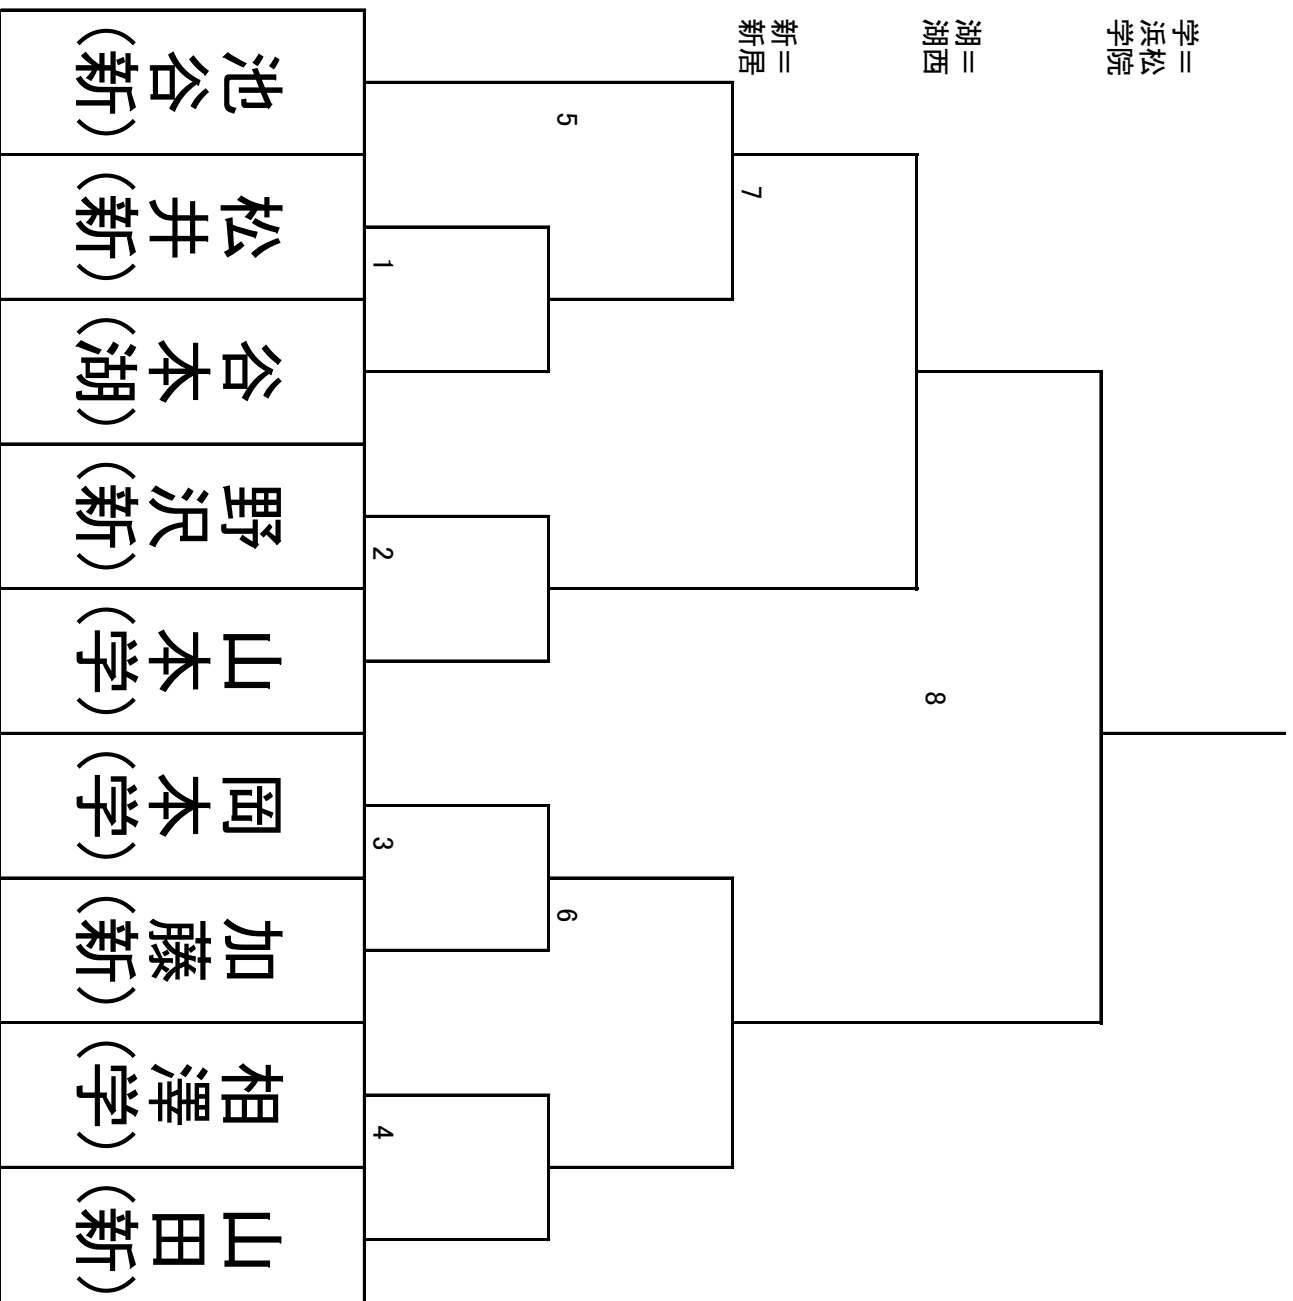 学＝
浜松
学院
湖＝
湖西
8
新＝
新居
7
5
6
1
2
3
4
池谷(新)
松井(新)
谷本(湖)
野沢(新)
山本(学)
岡本(学)
加藤(新)
相澤(学)
山田(新)